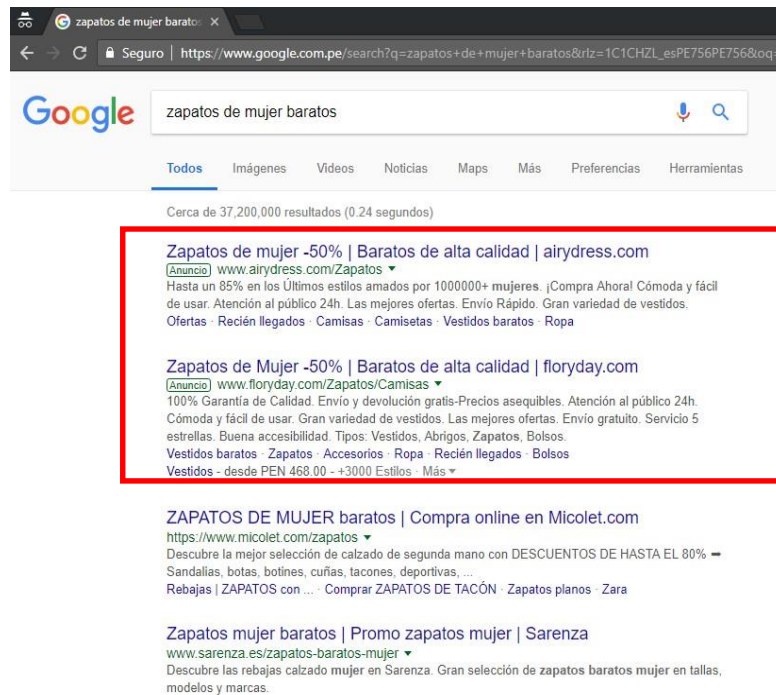 zapatos de mujer baratos
Seguro | https://www.google.com.pe/search?q=zapatos+de+mujer+baratos&rlz=1C1CHZL_esPE756PE756&oq=
Google
zapatos de mujer baratos
Todos Imágenes Videos Noticias Maps Más Preferencias Herramientas
Cerca de 37,200,000 resultados (0.24 segundos)
Zapatos de mujer -50% | Baratos de alta calidad | airydress.com
Anuncio www.airydress.com/Zapatos ▼
Hasta un 85% en los Últimos estilos amados por 1000000+ mujeres. ¡Compra Ahora! Cómoda y fácil
de usar. Atención al público 24h. Las mejores ofertas. Envío Rápido. Gran variedad de vestidos.
Ofertas · Recién llegados · Camisas · Camisetas · Vestidos baratos · Ropa
Zapatos de Mujer -50% | Baratos de alta calidad | floryday.com
Anuncio www.floryday.com/Zapatos/Camisas ▼
100% Garantía de Calidad. Envío y devolución gratis-Precios asequibles. Atención al público 24h.
Cómoda y fácil de usar. Gran variedad de vestidos. Las mejores ofertas. Envío gratuito. Servicio 5
estrellas. Buena accesibilidad. Tipos: Vestidos, Abrigos, Zapatos, Bolsos.
Vestidos baratos · Zapatos · Accesorios · Ropa · Recién llegados · Bolsos
Vestidos - desde PEN 468.00 - +3000 Estilos · Más ▼
ZAPATOS DE MUJER baratos | Compra online en Micolet.com
https://www.micolet.com/zapatos ▼
Descubre la mejor selección de calzado de segunda mano con DESCUENTOS DE HASTA EL 80% ➡
Sandalias, botas, botines, cuñas, tacones, deportivas, ...
Rebajas | ZAPATOS con ... · Comprar ZAPATOS DE TACÓN · Zapatos planos · Zara
Zapatos mujer baratos | Promo zapatos mujer | Sarenza
www.sarenza.es/zapatos-baratos-mujer ▼
Descubre las rebajas calzado mujer en Sarenza. Gran selección de zapatos baratos mujer en tallas,
modelos y marcas.